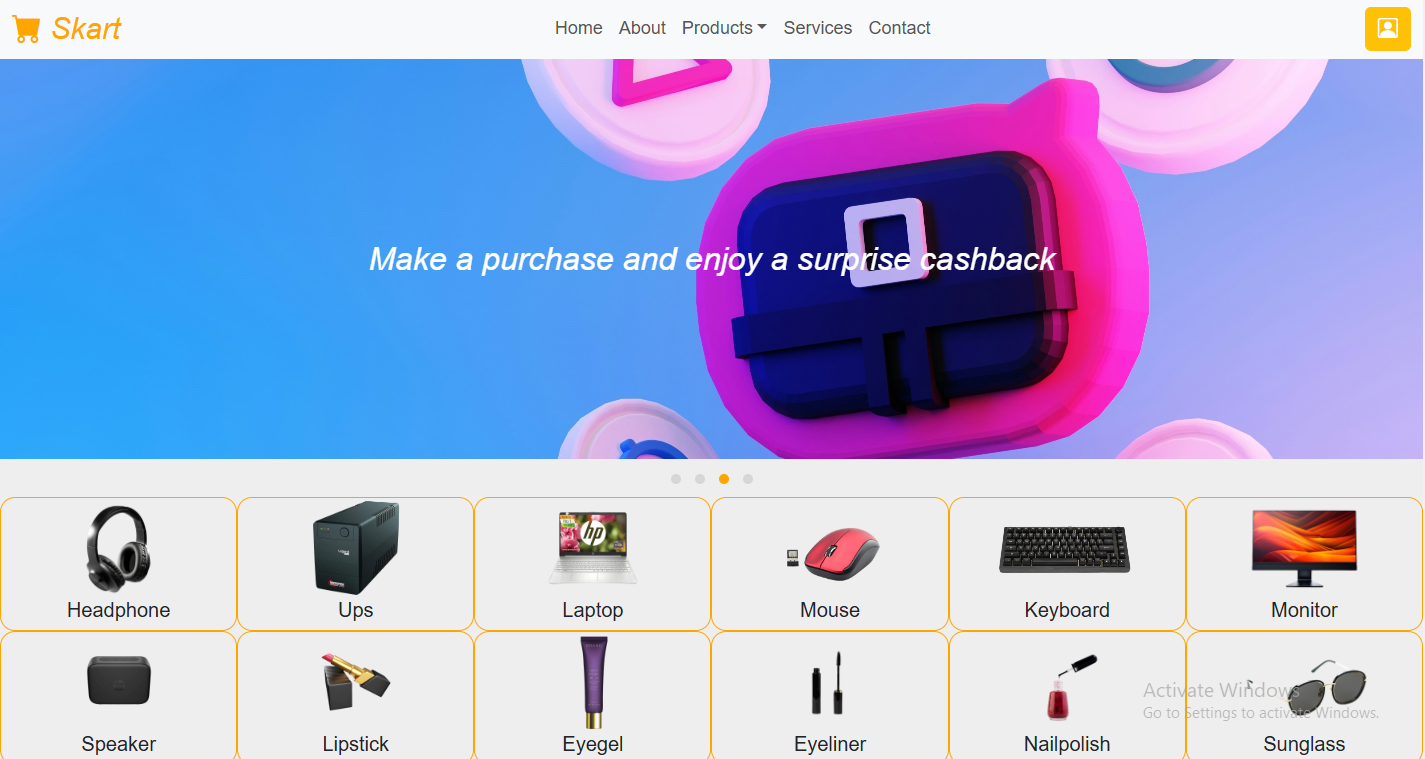 Skart
Home About Products Services Contact
Make a purchase and enjoy a surprise cashback
hp
Headphone Ups Laptop Mouse Keyboard Monitor
Activate Windows
Go to Settings to activate Windows.
Speaker Lipstick Eyegel Eyeliner Nailpolish Sunglass